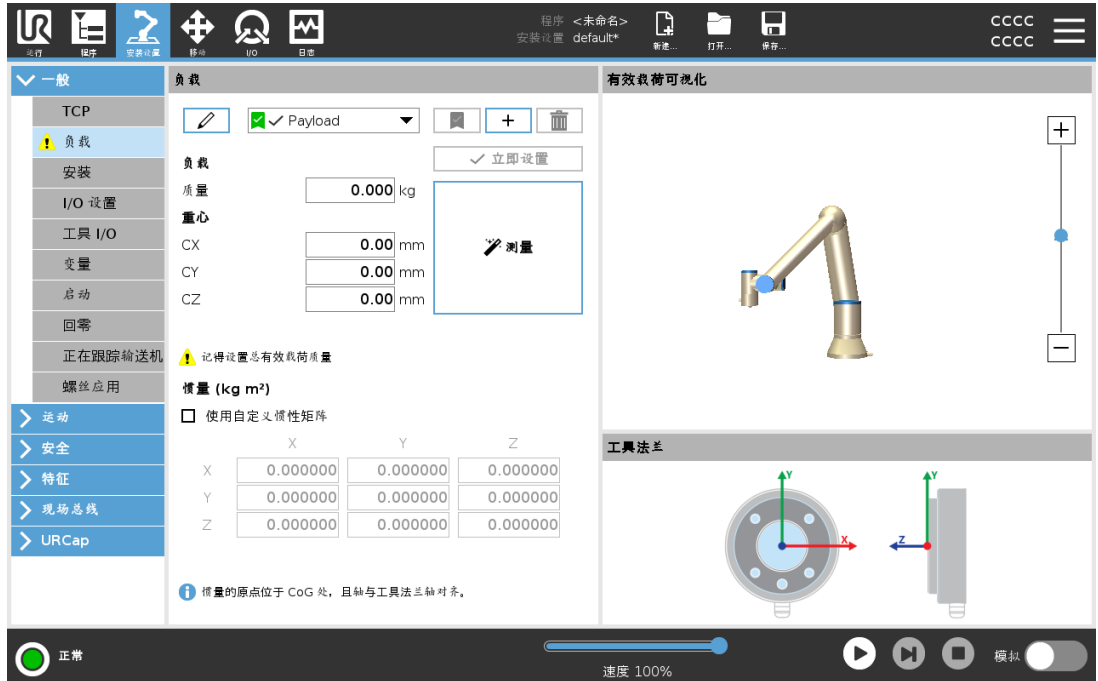 UR
程序 <未命名>
安装设置 default*
cccc
cccc
运行 程序 安装设置 移动 I/O 日志 新建... 打开... 保存...
一般
TCP
负载
安装
I/O 设置
工具 I/O
变量
启动
回零
正在跟踪输送机
螺丝应用
运动
安全
特征
现场总线
URCap
负载
Payload
+
立即设置
负载
质量 0.000 kg
重心
CX 0.00 mm
CY 0.00 mm
CZ 0.00 mm
测量
记得设置总有效载荷质量
惯量 (kg m²)
使用自定义惯性矩阵
X Y Z
X 0.000000 0.000000 0.000000
Y 0.000000 0.000000 0.000000
Z 0.000000 0.000000 0.000000
惯量的原点位于 CoG 处，且轴与工具法兰轴对齐。
有效载荷可视化
工具法兰
Y Y
X Z
正常
速度 100%
模拟